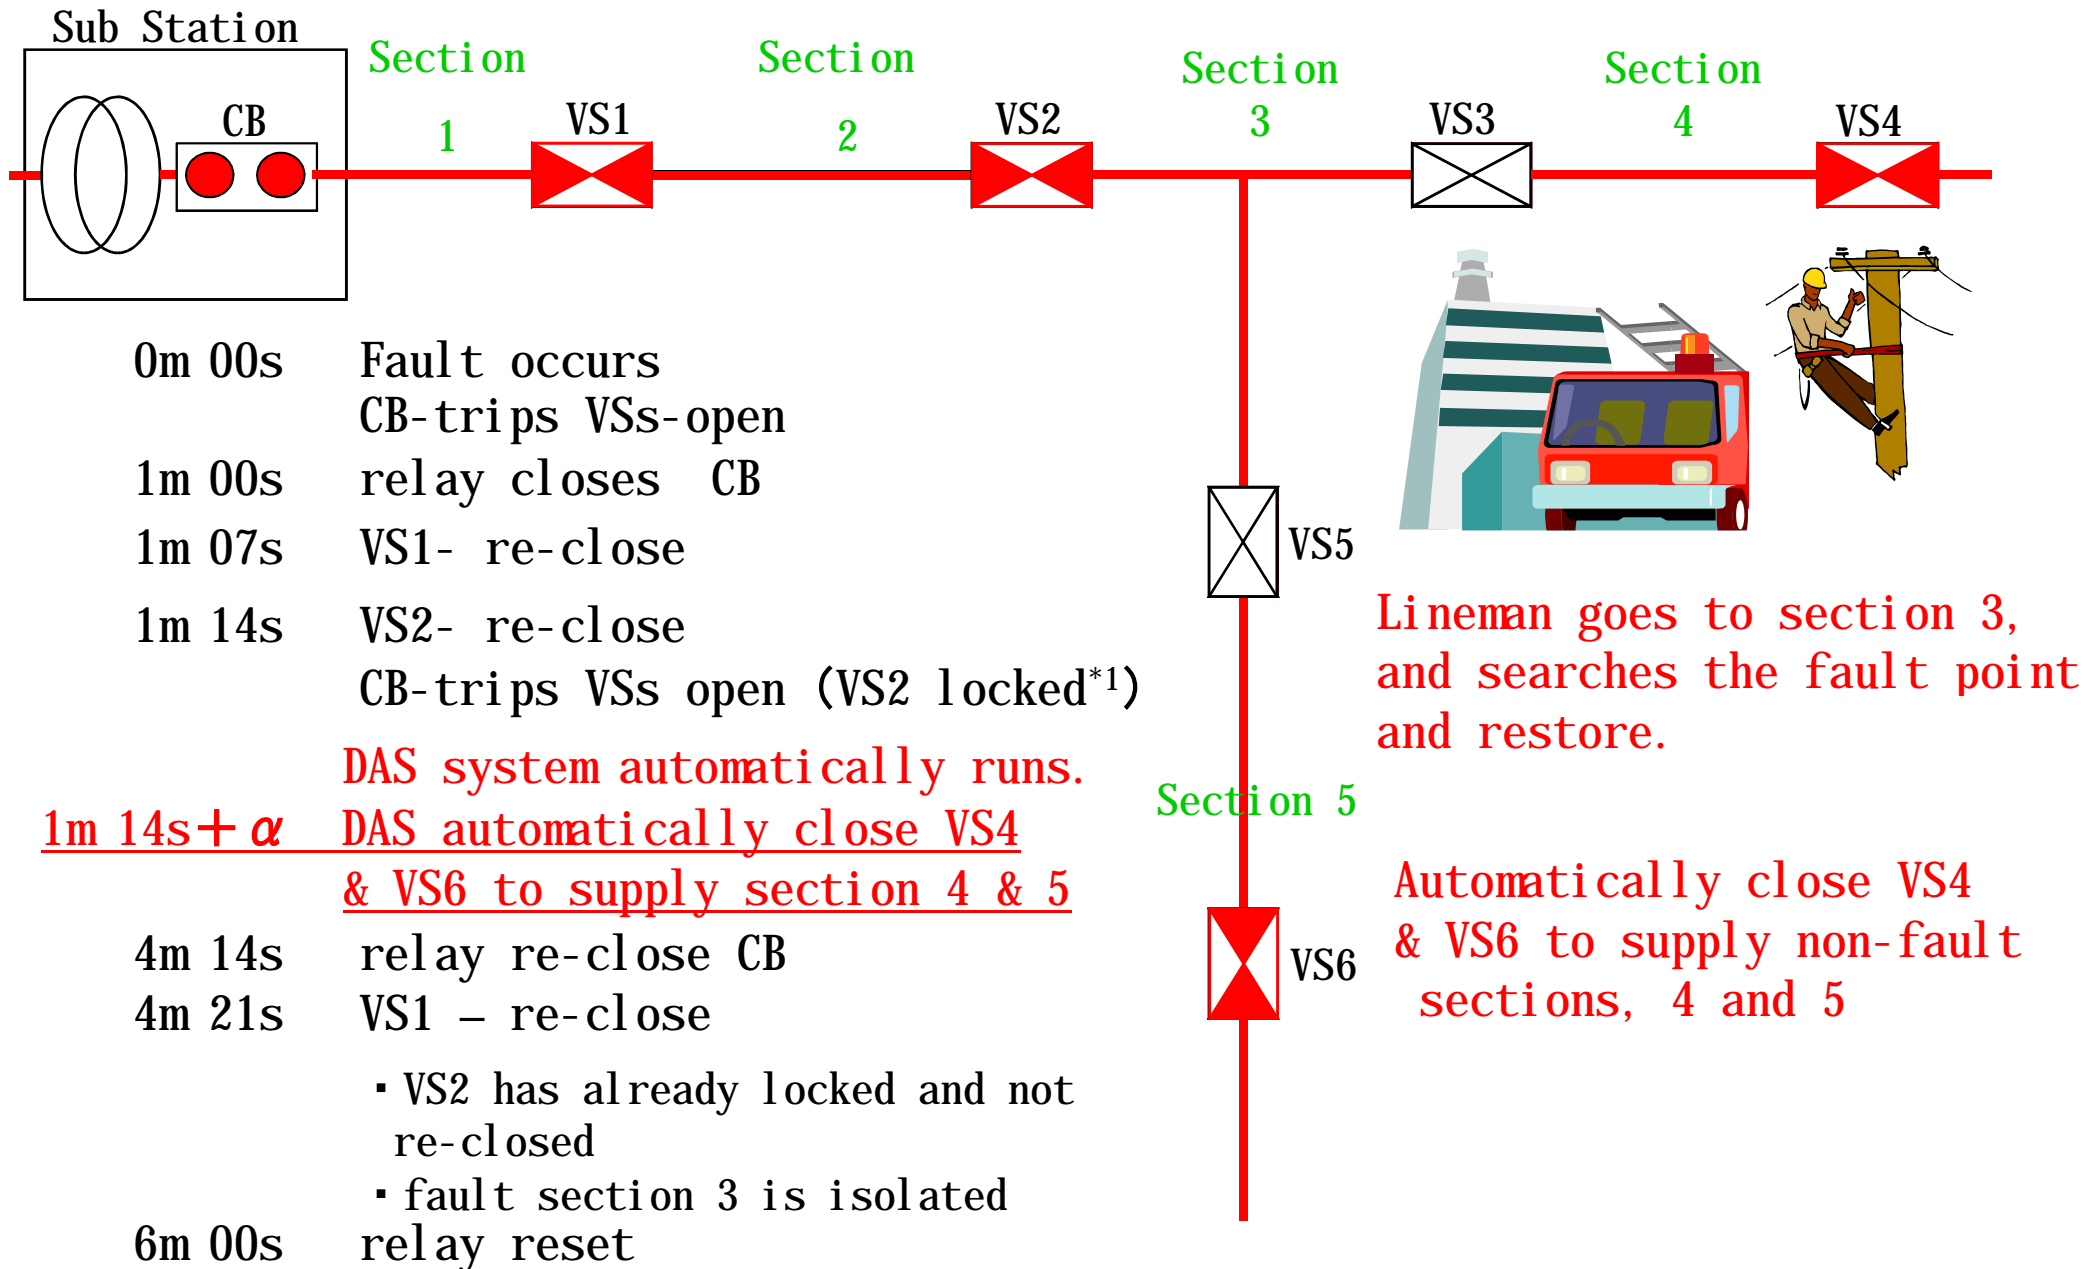 Sub Station
Section
1
Section
2
Section
3
Section
4
CB
VS1
VS2
VS3
VS4
0m 00s Fault occurs
CB-trips VSs-open
1m 00s relay closes CB
1m 07s VS1- re-close
1m 14s VS2- re-close
CB-trips VSs open (VS2 locked*1)
DAS system automatically runs.
1m 14s+α DAS automatically close VS4
& VS6 to supply section 4 & 5
4m 14s relay re-close CB
4m 21s VS1 – re-close
・VS2 has already locked and not
re-closed
・fault section 3 is isolated
6m 00s relay reset
VS5
Section 5
VS6
Lineman goes to section 3,
and searches the fault point
and restore.
Automatically close VS4
& VS6 to supply non-fault
sections, 4 and 5